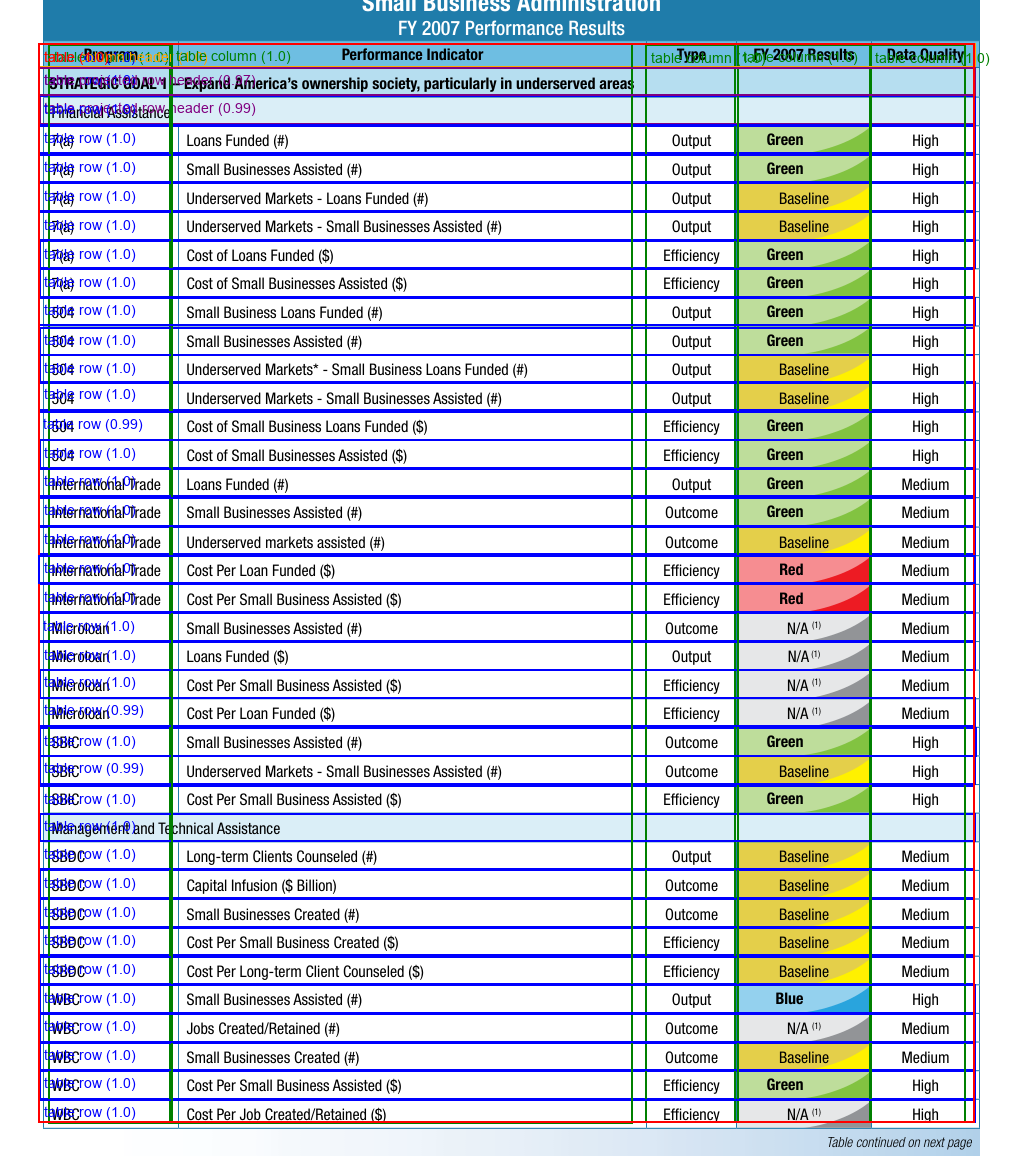 Small Business Administration
FY 2007 Performance Results
Program Performance Indicator Type FY 2007 Results Data Quality
STRATEGIC GOAL 1 – Expand America's ownership society, particularly in underserved areas
Financial Assistance
7(a) Loans Funded (#) Output Green High
7(a) Small Businesses Assisted (#) Output Green High
7(a) Underserved Markets - Loans Funded (#) Output Baseline High
7(a) Underserved Markets - Small Businesses Assisted (#) Output Baseline High
7(a) Cost of Loans Funded ($) Efficiency Green High
7(a) Cost of Small Businesses Assisted ($) Efficiency Green High
504 Small Business Loans Funded (#) Output Green High
504 Small Businesses Assisted (#) Output Green High
504 Underserved Markets* - Small Business Loans Funded (#) Output Baseline High
504 Underserved Markets - Small Businesses Assisted (#) Output Baseline High
504 Cost of Small Business Loans Funded ($) Efficiency Green High
504 Cost of Small Businesses Assisted ($) Efficiency Green High
International Trade Loans Funded (#) Output Green Medium
International Trade Small Businesses Assisted (#) Outcome Green Medium
International Trade Underserved markets assisted (#) Outcome Baseline Medium
International Trade Cost Per Loan Funded ($) Efficiency Red Medium
International Trade Cost Per Small Business Assisted ($) Efficiency Red Medium
Microloan Small Businesses Assisted (#) Outcome N/A (1) Medium
Microloan Loans Funded ($) Output N/A (1) Medium
Microloan Cost Per Small Business Assisted ($) Efficiency N/A (1) Medium
Microloan Cost Per Loan Funded ($) Efficiency N/A (1) Medium
SBIC Small Businesses Assisted (#) Outcome Green High
SBIC Underserved Markets - Small Businesses Assisted (#) Outcome Baseline High
SBIC Cost Per Small Business Assisted ($) Efficiency Green High
Management and Technical Assistance
SBDC Long-term Clients Counseled (#) Output Baseline Medium
SBDC Capital Infusion ($ Billion) Outcome Baseline Medium
SBDC Small Businesses Created (#) Outcome Baseline Medium
SBDC Cost Per Small Business Created ($) Efficiency Baseline Medium
SBDC Cost Per Long-term Client Counseled ($) Efficiency Baseline Medium
WBC Small Businesses Assisted (#) Output Blue High
WBC Jobs Created/Retained (#) Outcome N/A (1) Medium
WBC Small Businesses Created (#) Outcome Baseline Medium
WBC Cost Per Small Business Assisted ($) Efficiency Green High
WBC Cost Per Job Created/Retained ($) Efficiency N/A (1) High
Table continued on next page